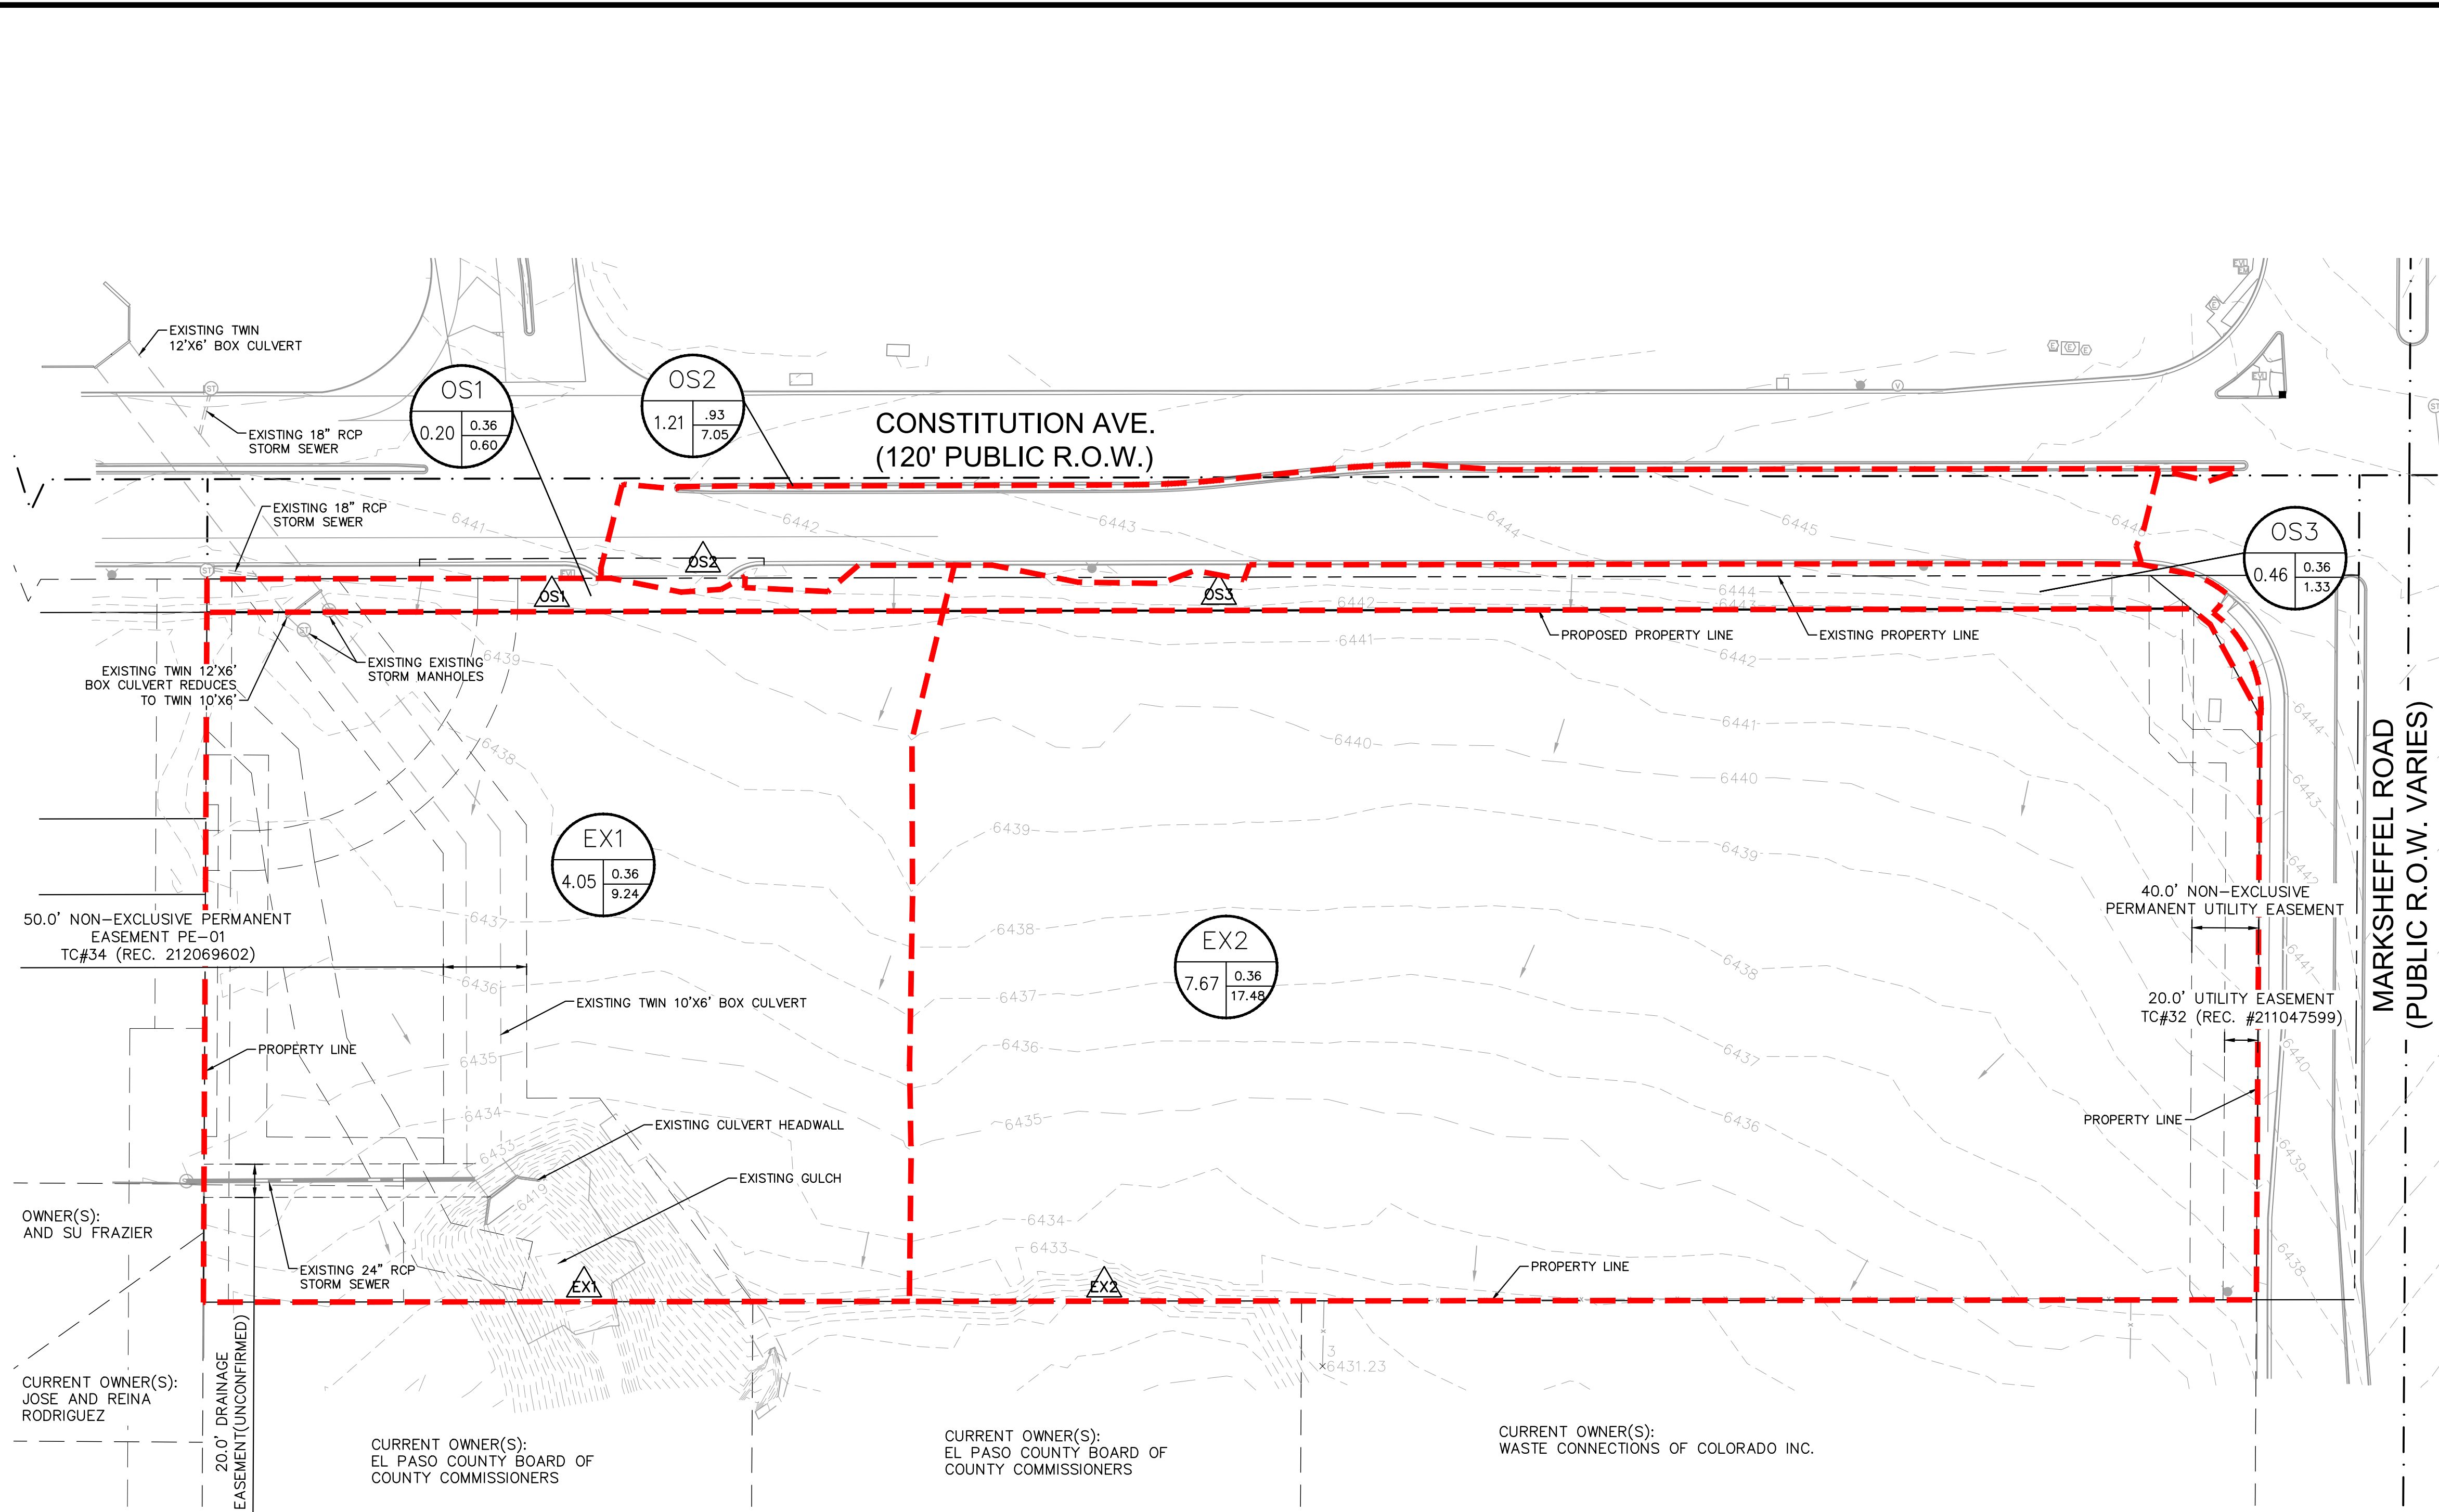 EXISTING TWIN
12'X6' BOX CULVERT
EXISTING 18" RCP
STORM SEWER
OS1
0.20
0.36
0.60
OS2
1.21
.93
7.05
CONSTITUTION AVE.
(120' PUBLIC R.O.W.)
EXISTING 18" RCP
STORM SEWER
6441
6442
6443
6444
6445
OS3
0.46
0.36
1.33
OS2
OS1
OS3
6444
6443
6442
6441
6442
PROPOSED PROPERTY LINE
EXISTING PROPERTY LINE
EXISTING TWIN 12'X6'
BOX CULVERT REDUCES
TO TWIN 10'X6'
EXISTING EXISTING
STORM MANHOLES
6439
6438
6440
6441
6440
6439
6439
6444
6443
6442
6441
6440
6439
6438
MARKSHEFFEL ROAD
(PUBLIC R.O.W. VARIES)
EX1
4.05
0.36
9.24
EX2
7.67
0.36
17.48
40.0' NON-EXCLUSIVE
PERMANENT UTILITY EASEMENT
50.0' NON-EXCLUSIVE PERMANENT
EASEMENT PE-01
TC#34 (REC. 212069602)
6437
6438
6438
6436
6437
EXISTING TWIN 10'X6' BOX CULVERT
20.0' UTILITY EASEMENT
TC#32 (REC. #211047599)
PROPERTY LINE
6435
6436
6437
6434
6435
6436
PROPERTY LINE
6433
EXISTING CULVERT HEADWALL
EXISTING GULCH
6419
6434
6433
OWNER(S):
AND SU FRAZIER
EXISTING 24" RCP
STORM SEWER
EX1
EX2
PROPERTY LINE
3
6431.23
20.0' DRAINAGE
EASEMENT(UNCONFIRMED)
CURRENT OWNER(S):
JOSE AND REINA
RODRIGUEZ
CURRENT OWNER(S):
EL PASO COUNTY BOARD OF
COUNTY COMMISSIONERS
CURRENT OWNER(S):
EL PASO COUNTY BOARD OF
COUNTY COMMISSIONERS
CURRENT OWNER(S):
WASTE CONNECTIONS OF COLORADO INC.